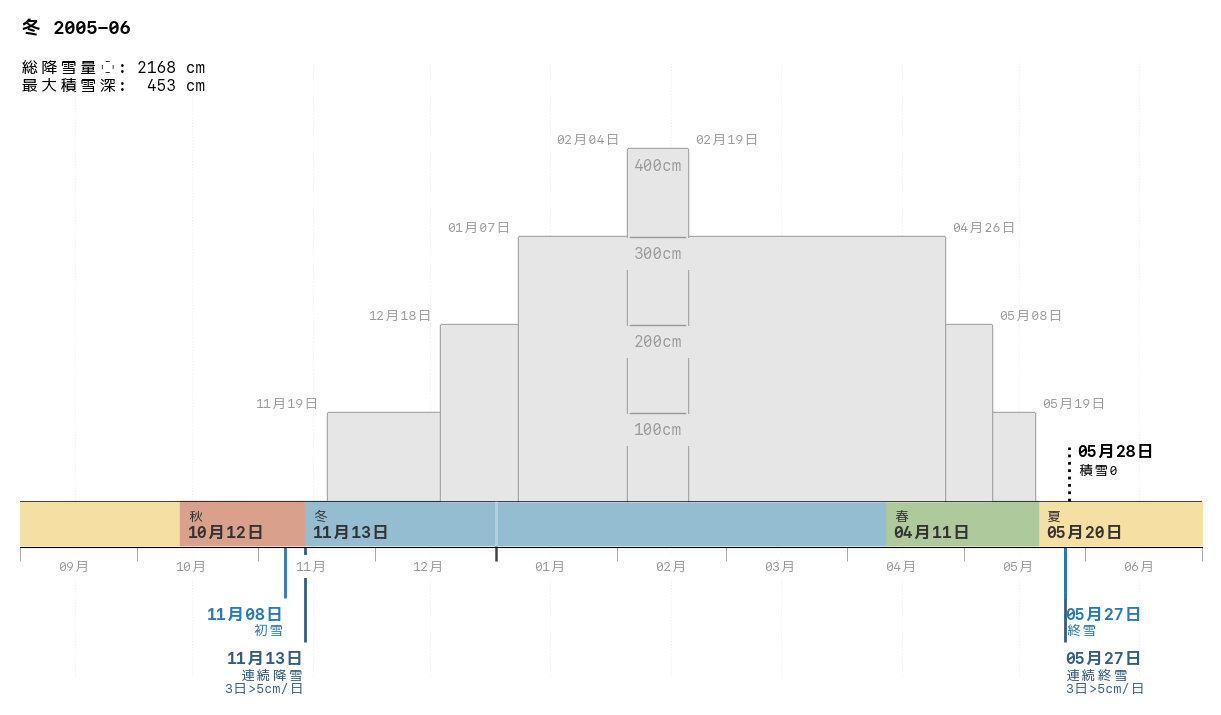 冬 2005-06
総降雪量◌: 2168 cm
最大積雪深: 453 cm
02月04日
02月19日
400cm
01月07日
04月26日
300cm
12月18日
05月08日
200cm
11月19日
05月19日
100cm
05月28日
積雪0
秋
10月12日
冬
11月13日
春
04月11日
夏
05月20日
09月
10月
11月
12月
01月
02月
03月
04月
05月
06月
11月08日
初雪
05月27日
終雪
11月13日
連続降雪
3日>5cm/日
05月27日
連続終雪
3日>5cm/日